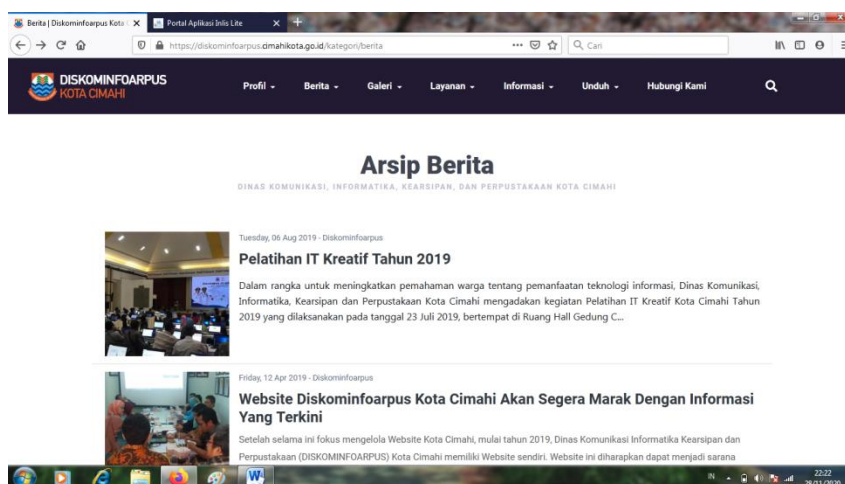 Berita | Diskominfoarpus Kota C
Portal Aplikasi Inlis Lite
https://diskominfoarpus.cimahikota.go.id/kategori/berita
Cari
DISKOMINFOARPUS
KOTA CIMAHI
Profil
Berita
Galeri
Layanan
Informasi
Unduh
Hubungi Kami
Arsip Berita
DINAS KOMUNIKASI, INFORMATIKA, KEARSIPAN, DAN PERPUSTAKAAN KOTA CIMAHI
Tuesday, 06 Aug 2019 - Diskominfoarpus
Pelatihan IT Kreatif Tahun 2019
Dalam rangka untuk meningkatkan pemahaman warga tentang pemanfaatan teknologi informasi, Dinas Komunikasi,
Informatika, Kearsipan dan Perpustakaan Kota Cimahi mengadakan kegiatan Pelatihan IT Kreatif Kota Cimahi Tahun
2019 yang dilaksanakan pada tanggal 23 Juli 2019, bertempat di Ruang Hall Gedung C...
Friday, 12 Apr 2019 - Diskominfoarpus
Website Diskominfoarpus Kota Cimahi Akan Segera Marak Dengan Informasi
Yang Terkini
Setelah selama ini fokus mengelola Website Kota Cimahi, mulai tahun 2019, Dinas Komunikasi Informatika Kearsipan dan
Perpustakaan (DISKOMINFOARPUS) Kota Cimahi memiliki Website sendiri. Website ini diharapkan dapat menjadi sarana
IN
22:22
28/11/2020